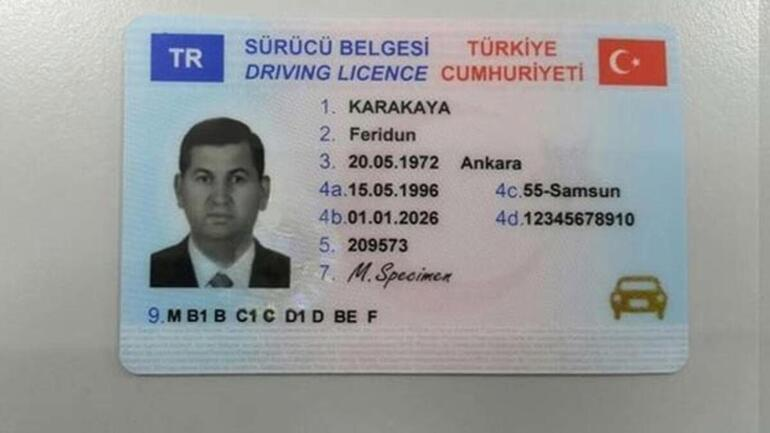 TR SÜRÜCÜ BELGESİ TÜRKİYE
DRIVING LICENCE CUMHURİYETİ
1. KARAKAYA
2. Feridun
3. 20.05.1972 Ankara
4a. 15.05.1996 4c. 55-Samsun
4b. 01.01.2026 4d. 12345678910
5. 209573
7. M. Specimen
9. M B1 B C1 C D1 D BE F